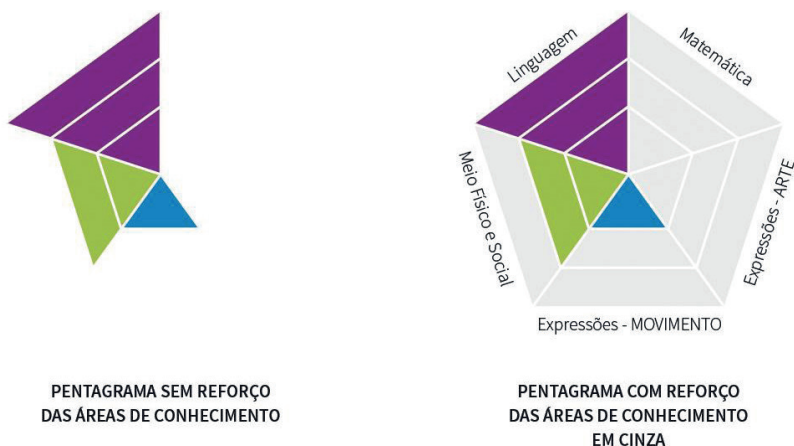 Linguagem
Matemática
Meio Físico e Social
Expressões - ARTE
Expressões - MOVIMENTO
PENTAGRAMA SEM REFORÇO
DAS ÁREAS DE CONHECIMENTO
PENTAGRAMA COM REFORÇO
DAS ÁREAS DE CONHECIMENTO
EM CINZA